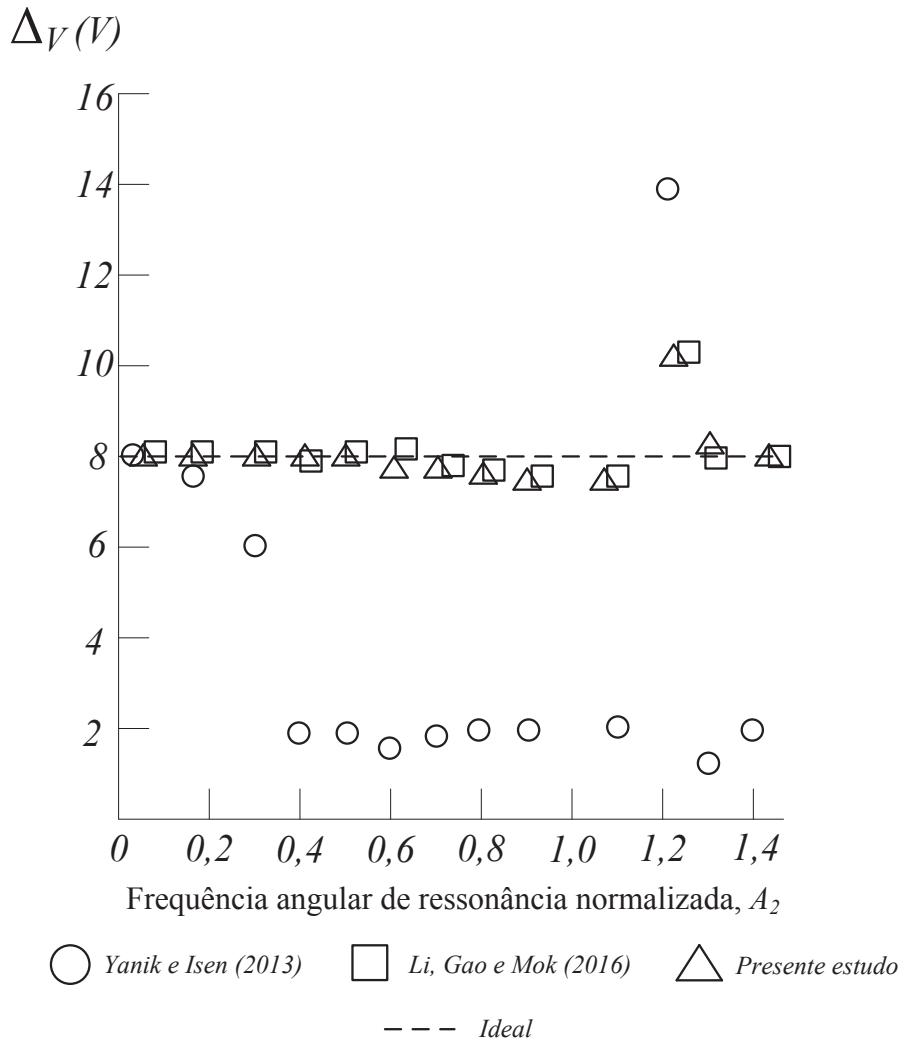 ΔV (V)
16
14
12
10
8
6
4
2
0 0,2 0,4 0,6 0,8 1,0 1,2 1,4
Frequência angular de ressonância normalizada, A2
Yanik e Isen (2013) Li, Gao e Mok (2016) Presente estudo
Ideal